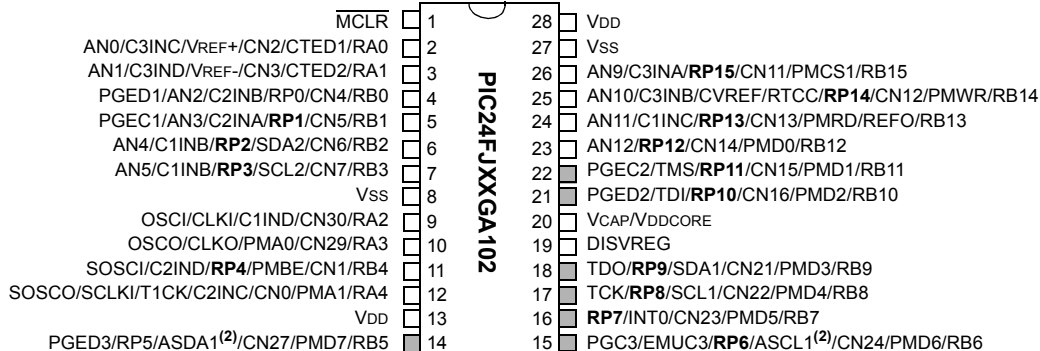 MCLR 1 28 VDD
AN0/C3INC/VREF+/CN2/CTED1/RA0 2 27 VSS
AN1/C3IND/VREF-/CN3/CTED2/RA1 3 26 AN9/C3INA/RP15/CN11/PMCS1/RB15
PGED1/AN2/C2INB/RP0/CN4/RB0 4 25 AN10/C3INB/CVREF/RTCC/RP14/CN12/PMWR/RB14
PGEC1/AN3/C2INA/RP1/CN5/RB1 5 24 AN11/C1INC/RP13/CN13/PMRD/REFO/RB13
AN4/C1INB/RP2/SDA2/CN6/RB2 6 23 AN12/RP12/CN14/PMD0/RB12
AN5/C1INB/RP3/SCL2/CN7/RB3 7 22 PGEC2/TMS/RP11/CN15/PMD1/RB11
VSS 8 21 PGED2/TDI/RP10/CN16/PMD2/RB10
OSCI/CLKI/C1IND/CN30/RA2 9 20 VCAP/VDDCORE
OSCO/CLKO/PMA0/CN29/RA3 10 19 DISVREG
SOSCI/C2IND/RP4/PMBE/CN1/RB4 11 18 TDO/RP9/SDA1/CN21/PMD3/RB9
SOSCO/SCLKI/T1CK/C2INC/CN0/PMA1/RA4 12 17 TCK/RP8/SCL1/CN22/PMD4/RB8
VDD 13 16 RP7/INT0/CN23/PMD5/RB7
PGED3/RP5/ASDA1(2)/CN27/PMD7/RB5 14 15 PGC3/EMUC3/RP6/ASCL1(2)/CN24/PMD6/RB6
PIC24FJXXGA102